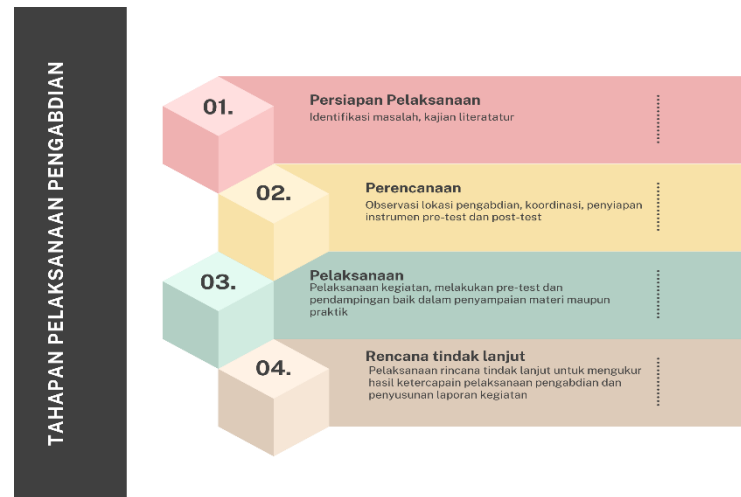 TAHAPAN PELAKSANAAN PENGABDIAN
01.
Persiapan Pelaksanaan
Identifikasi masalah, kajian literatatur
02.
Perencanaan
Observasi lokasi pengabdian, koordinasi, penyiapan
instrumen pre-test dan post-test
03.
Pelaksanaan
Pelaksanaan kegiatan, melakukan pre-test dan
pendampingan baik dalam penyampaian materi maupun
praktik
04.
Rencana tindak lanjut
Pelaksanaan rincana tindak lanjut untuk mengukur
hasil ketercapain pelaksanaan pengabdian dan
penyusunan laporan kegiatan